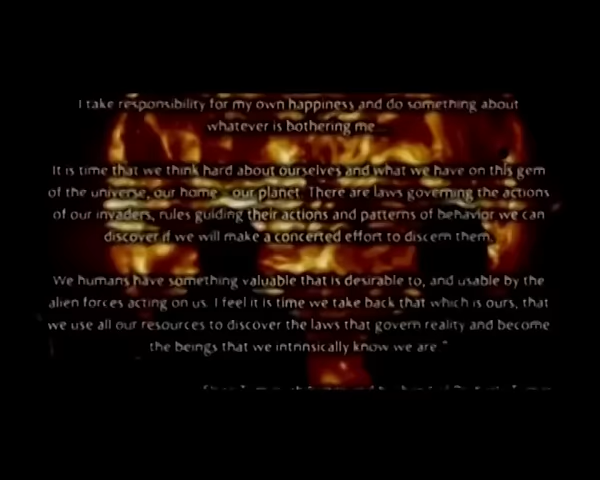 I take responsibility for my own happiness and do something about
whatever is bothering me...
It is time that we think hard about ourselves and what we have on this gem
of the universe, our home - our planet. There are laws governing the actions
of our invaders, rules guiding their actions and patterns of behavior we can
discover if we will make a concerted effort to discern them.
We humans have something valuable that is desirable to, and usable by the
alien forces acting on us. I feel it is time we take back that which is ours, that
we use all our resources to discover the laws that govern reality and become
the beings that we intrinsically know we are."